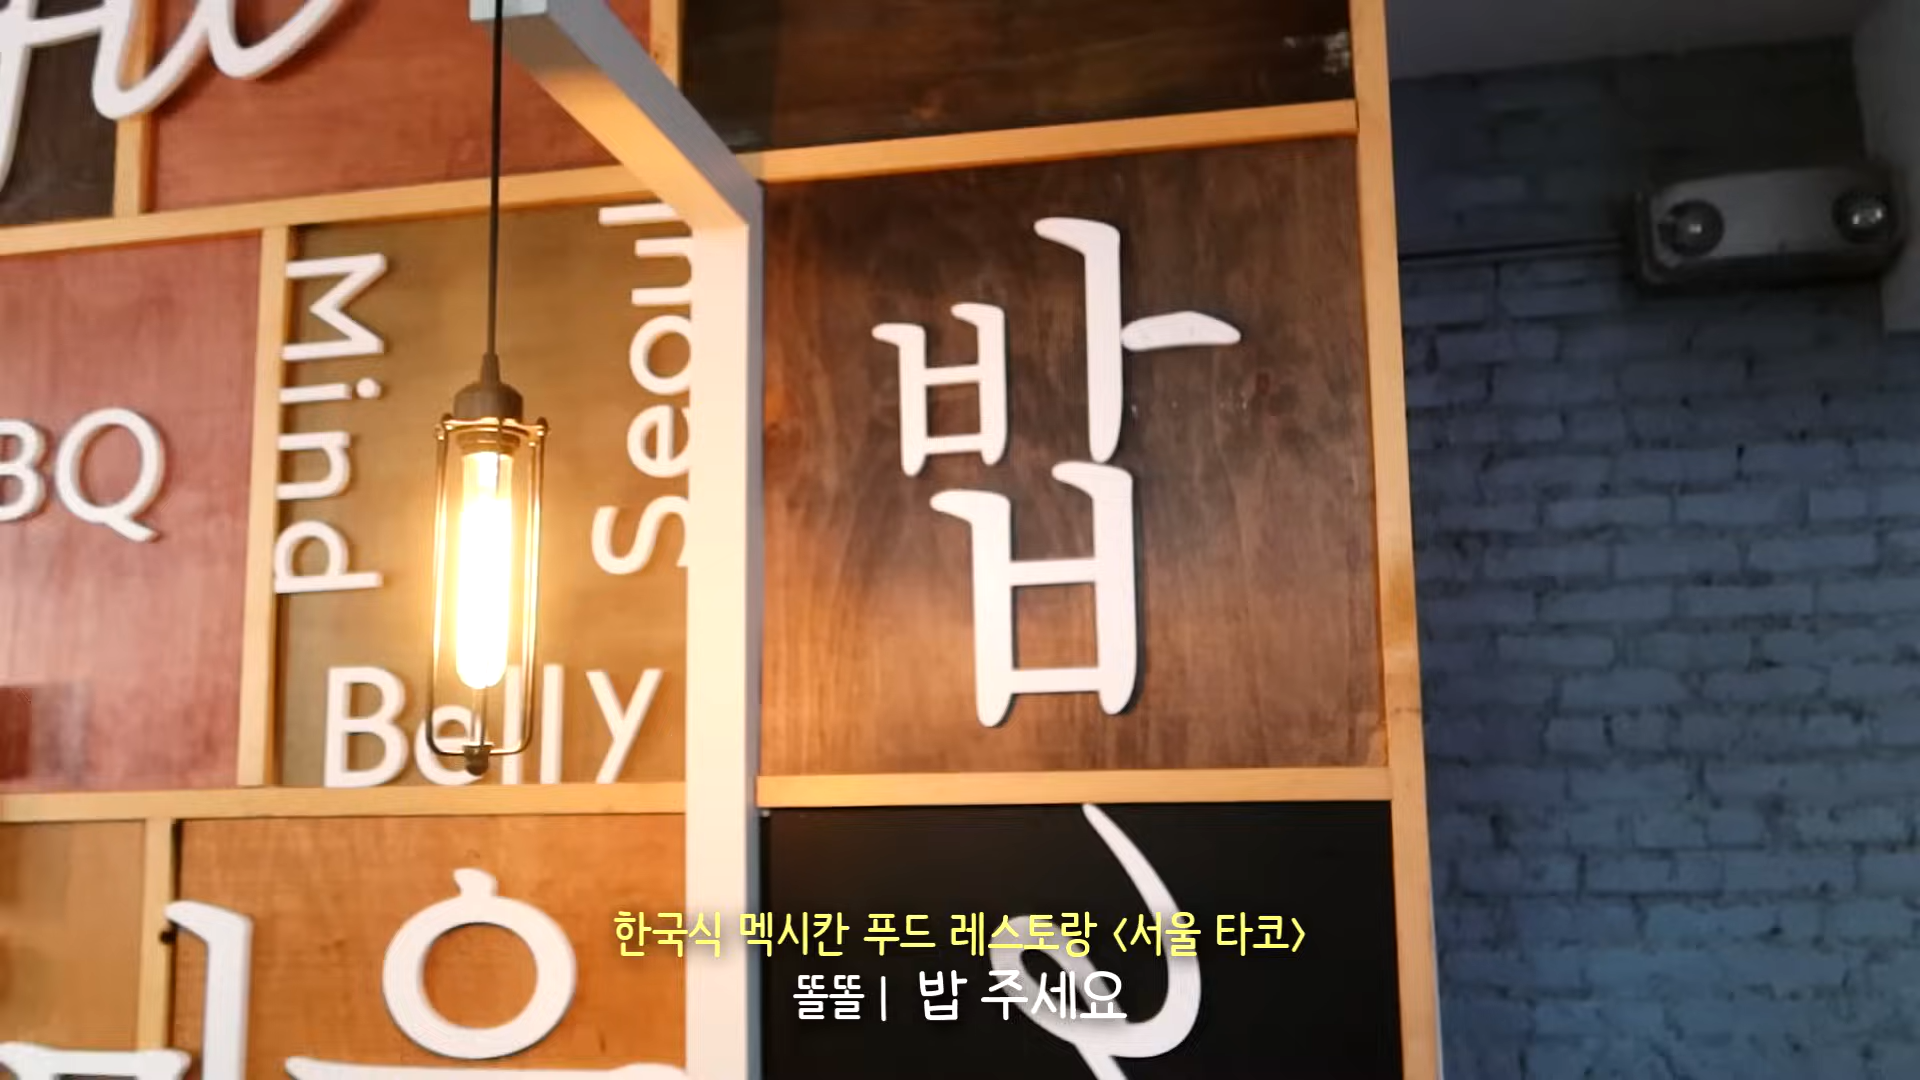 BQ
Mind
Seoul
Belly
밥
한국식 멕시칸 푸드 레스토랑 <서울 타코>
똘똘 | 밥 주세요